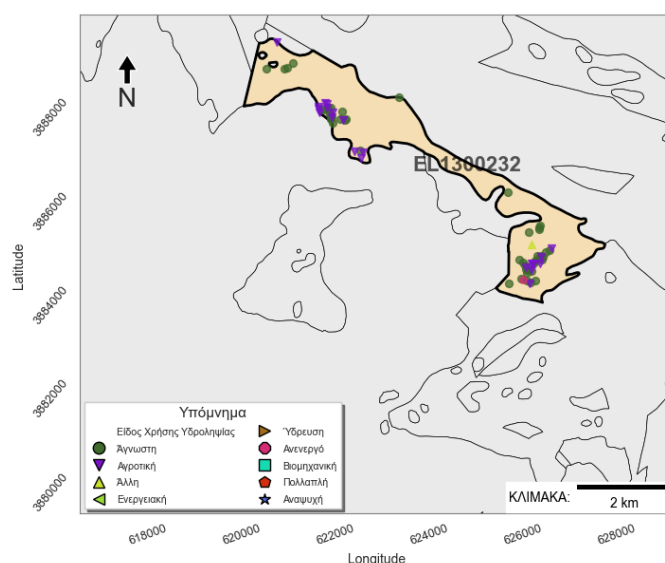 N
EL1300232
Latitude
3888000
3886000
3884000
3882000
3880000
Υπόμνημα
Είδος Χρήσης Υδροληψίας
Άγνωστη
Αγροτική
Άλλη
Ενεργειακή
Ύδρευση
Ανενεργό
Βιομηχανική
Πολλαπλή
Αναψυχή
ΚΛΙΜΑΚΑ:
2 km
618000
620000
622000
624000
626000
628000
Longitude